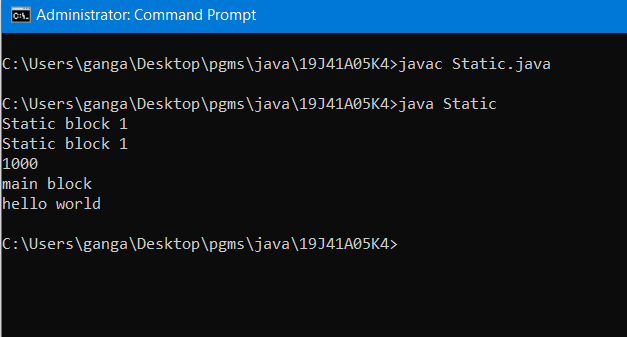 Administrator: Command Prompt
C:\Users\ganga\Desktop\pgms\java\19J41A05K4>javac Static.java
C:\Users\ganga\Desktop\pgms\java\19J41A05K4>java Static
Static block 1
Static block 1
1000
main block
hello world
C:\Users\ganga\Desktop\pgms\java\19J41A05K4>